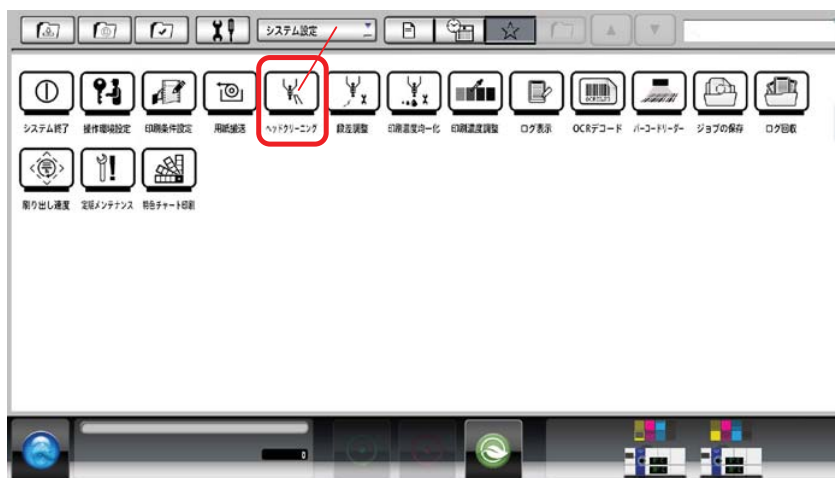 システム設定
システム終了 操作環境設定 印刷条件設定 用紙搬送 ヘッドクリーニング 段差調整 印刷濃度均一化 印刷濃度調整 ログ表示 OCRデコード バーコードリーダー ジョブの保存 ログ回収
刷り出し速度 定期メンテナンス 特色チャート印刷
0